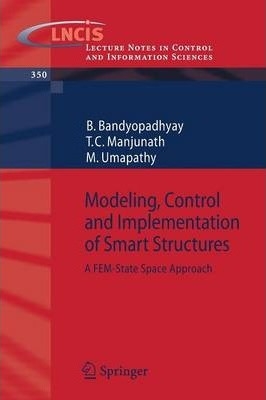 LNCIS
LECTURE NOTES IN CONTROL
AND INFORMATION SCIENCES
350
B. Bandyopadhyay
T.C. Manjunath
M. Umapathy
Modeling, Control
and Implementation
of Smart Structures
A FEM-State Space Approach
Springer